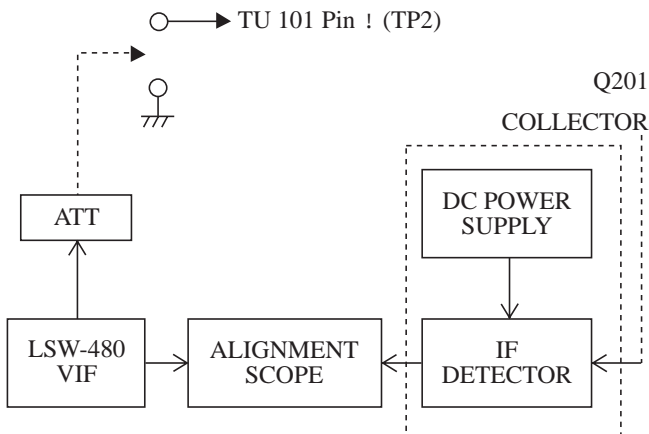 TU 101 Pin ! (TP2)
Q201
COLLECTOR
ATT
DC POWER
SUPPLY
LSW-480
VIF
ALIGNMENT
SCOPE
IF
DETECTOR